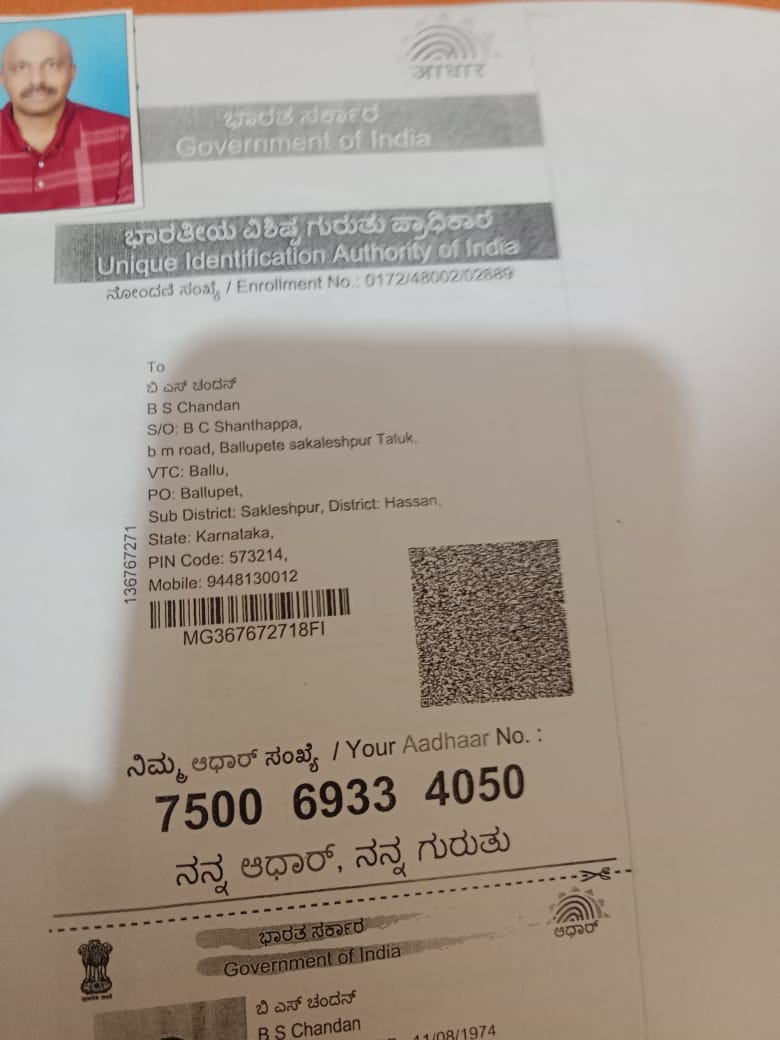 आधार
ಭಾರತ ಸರ್ಕಾರ
Government of India
ಭಾರತೀಯ ವಿಶಿಷ್ಟ ಗುರುತು ಪ್ರಾಧಿಕಾರ
Unique Identification Authority of India
ನೋಂದಣಿ ಸಂಖ್ಯೆ / Enrollment No.: 0172/48002/02889
To
ಬಿ ಎಸ್ ಚಂದನ್
B S Chandan
S/O: B C Shanthappa,
b m road, Ballupete sakaleshpur Taluk,
VTC: Ballu,
PO: Ballupet,
Sub District: Sakleshpur, District: Hassan,
State: Karnataka,
PIN Code: 573214,
Mobile: 9448130012
136767271
MG367672718FI
ನಿಮ್ಮ ಆಧಾರ್ ಸಂಖ್ಯೆ / Your Aadhaar No. :
7500 6933 4050
ನನ್ನ ಆಧಾರ್, ನನ್ನ ಗುರುತು
ಭಾರತ ಸರ್ಕಾರ
Government of India
ಆಧಾರ್
ಬಿ ಎಸ್ ಚಂದನ್
B S Chandan
11/08/1974